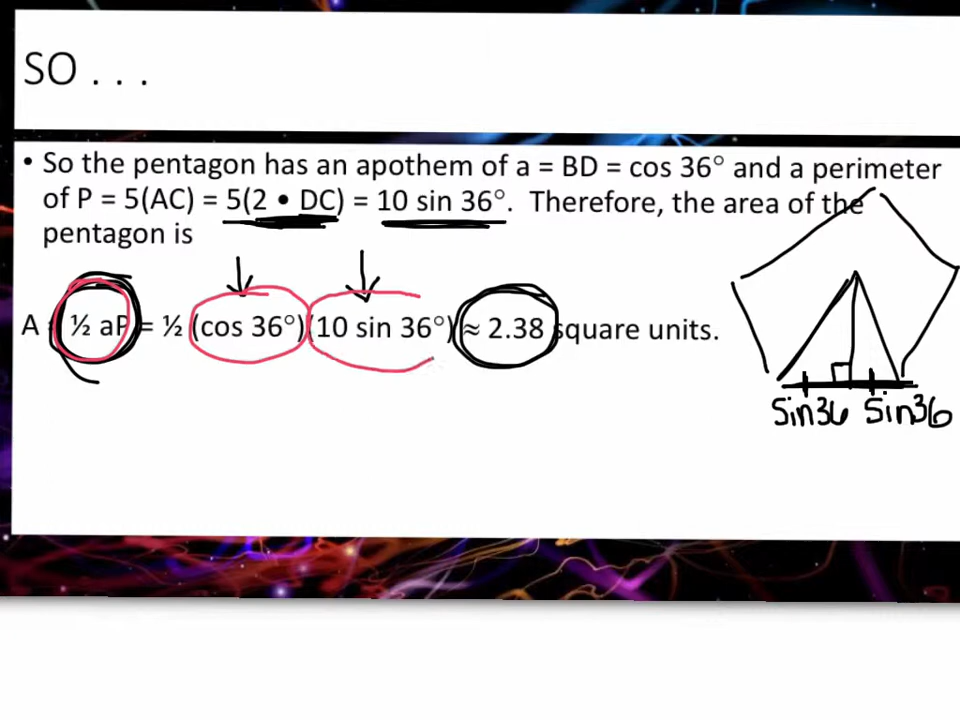 SO . . .
• So the pentagon has an apothem of a = BD = cos 36° and a perimeter
of P = 5(AC) = 5(2 • DC) = 10 sin 36°. Therefore, the area of the
pentagon is
A = ½ aP = ½ (cos 36°)(10 sin 36°) ≈ 2.38 square units.
Sin36 Sin36